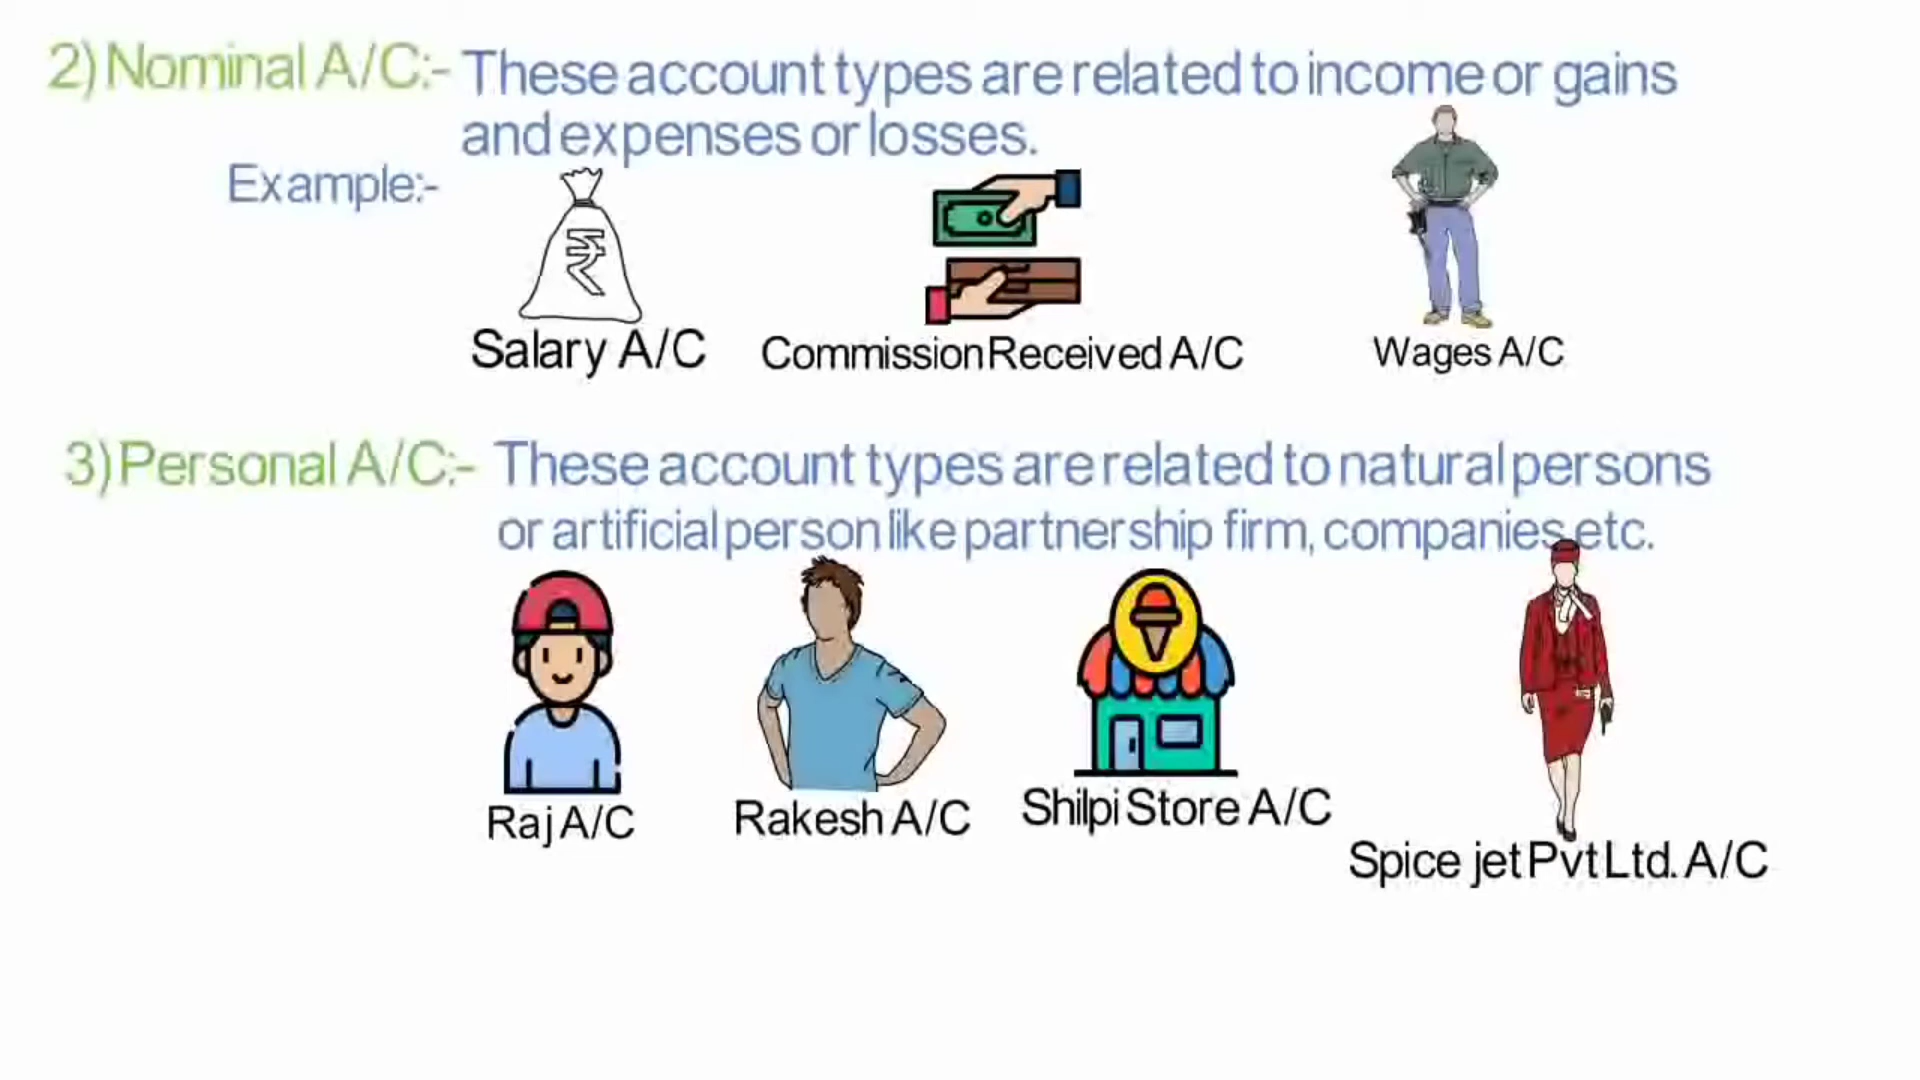 2) Nominal A/C:- These account types are related to income or gains
and expenses or losses.
Example:-
₹
Salary A/C Commission Received A/C Wages A/C
3) Personal A/C:- These account types are related to natural persons
or artificial person like partnership firm, companies etc.
Raj A/C Rakesh A/C Shilpi Store A/C
Spice jet Pvt Ltd. A/C